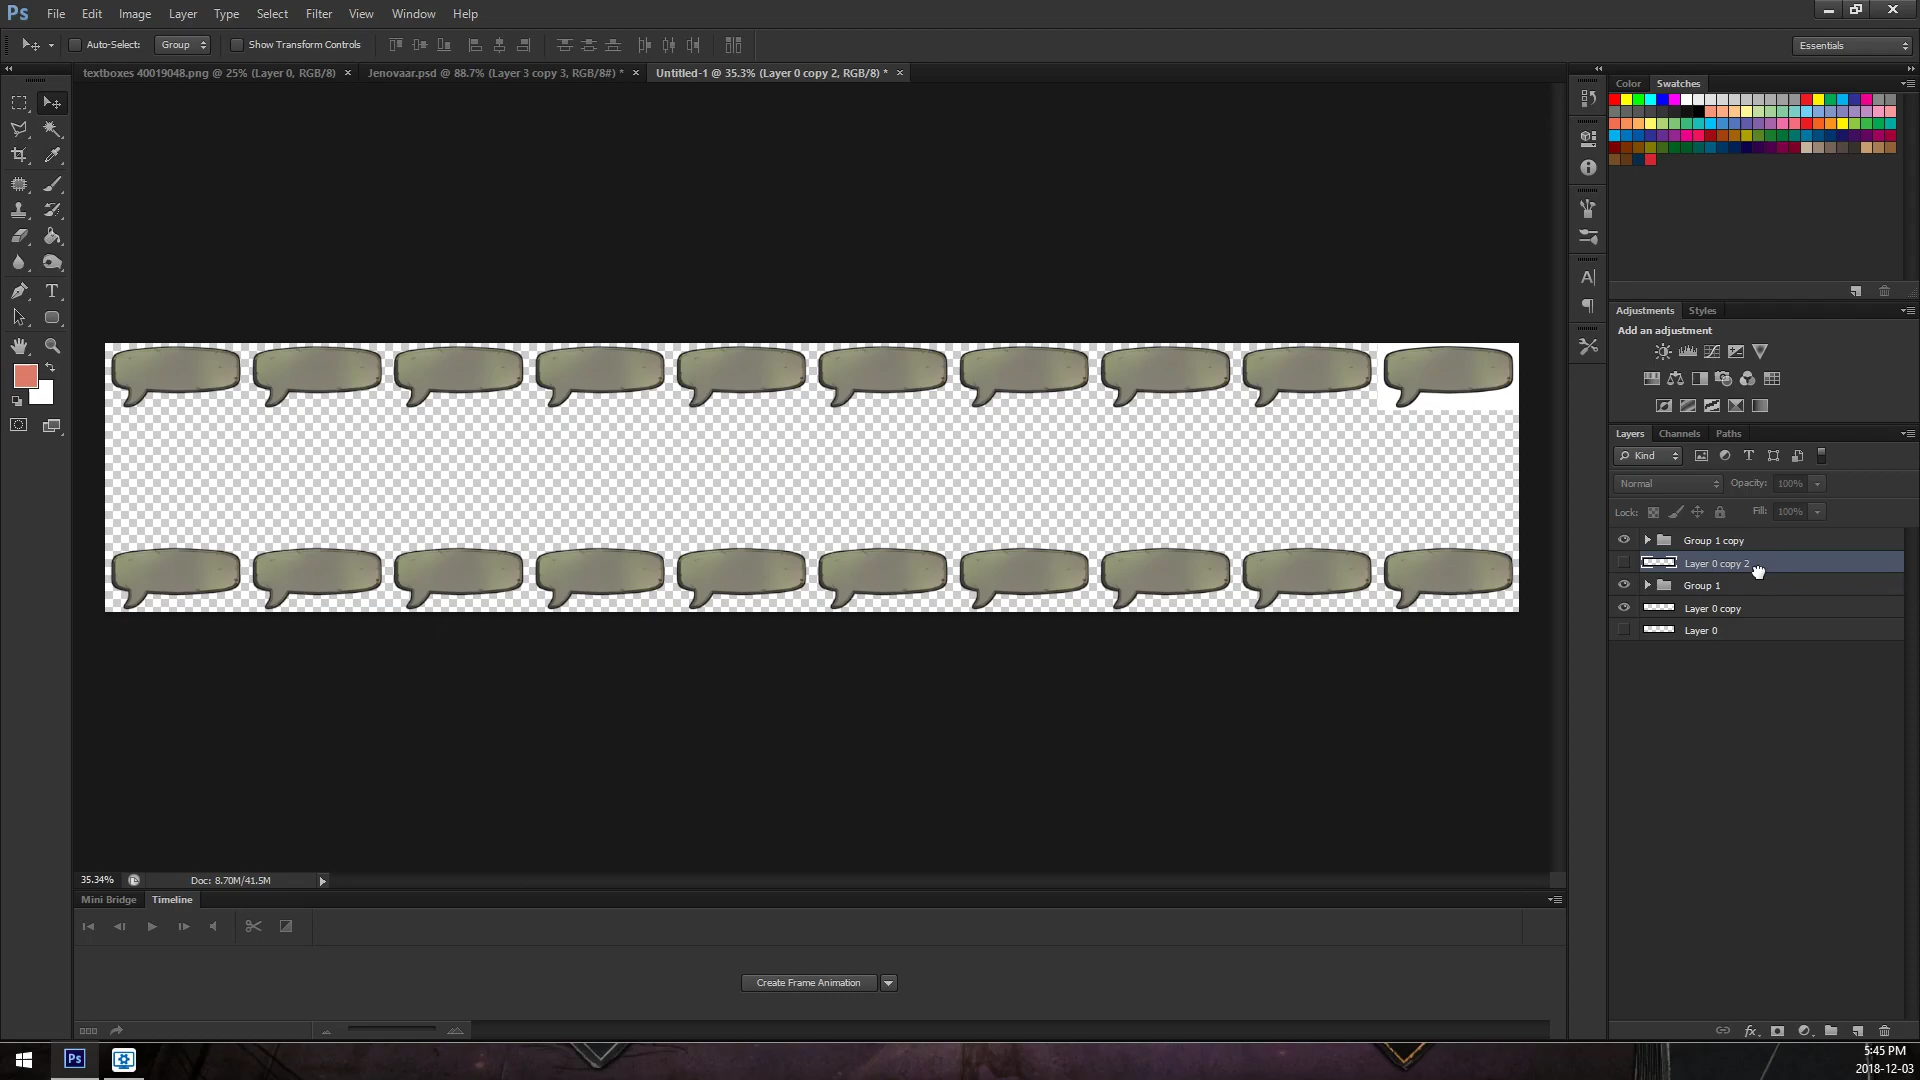 Ps File Edit Image Layer Type Select Filter View Window Help
Auto-Select: Group Show Transform Controls Essentials
textboxes 40019048.png @ 25% (Layer 0, RGB/8) × Jenovaar.psd @ 88.7% (Layer 3 copy 3, RGB/8#) * × Untitled-1 @ 35.3% (Layer 0 copy 2, RGB/8) * ×
Color Swatches
Adjustments Styles
Add an adjustment
Layers Channels Paths
Kind
Normal Opacity: 100%
Lock: Fill: 100%
Group 1 copy
Layer 0 copy 2
Group 1
Layer 0 copy
Layer 0
35.34% Doc: 8.70M/41.5M
Mini Bridge Timeline
Create Frame Animation
fx
Ps
5:45 PM
2018-12-03